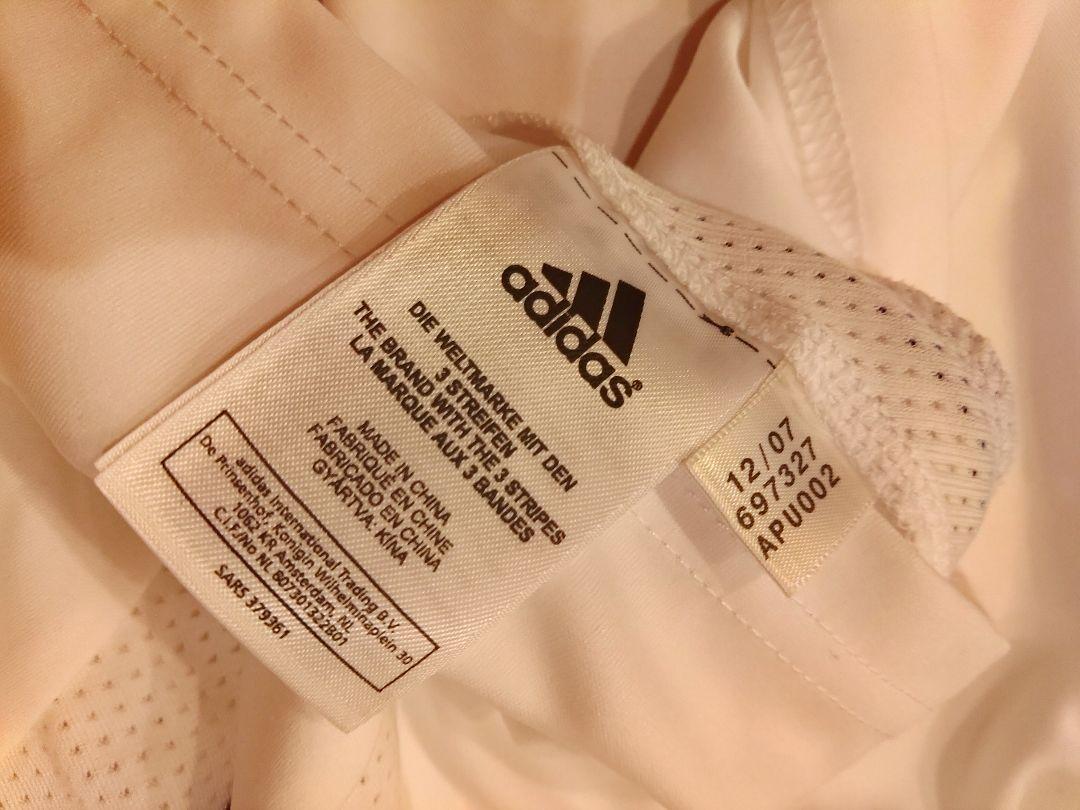 adidas®
DIE WELTMARKE MIT DEN
3 STREIFEN
THE BRAND WITH THE 3 STRIPES
LA MARQUE AUX 3 BANDES
MADE IN CHINA
FABRIQUÉ EN CHINE
FABRICADO EN CHINA
GYÁRTVA: KÍNA
adidas International Trading B.V.
De Prinsenhof, Konigin Wilhelminaplein 30
1062 KR Amsterdam, NL
C.I.F./No NL 807301322B01
SARS 379361
12/07
697327
APU002